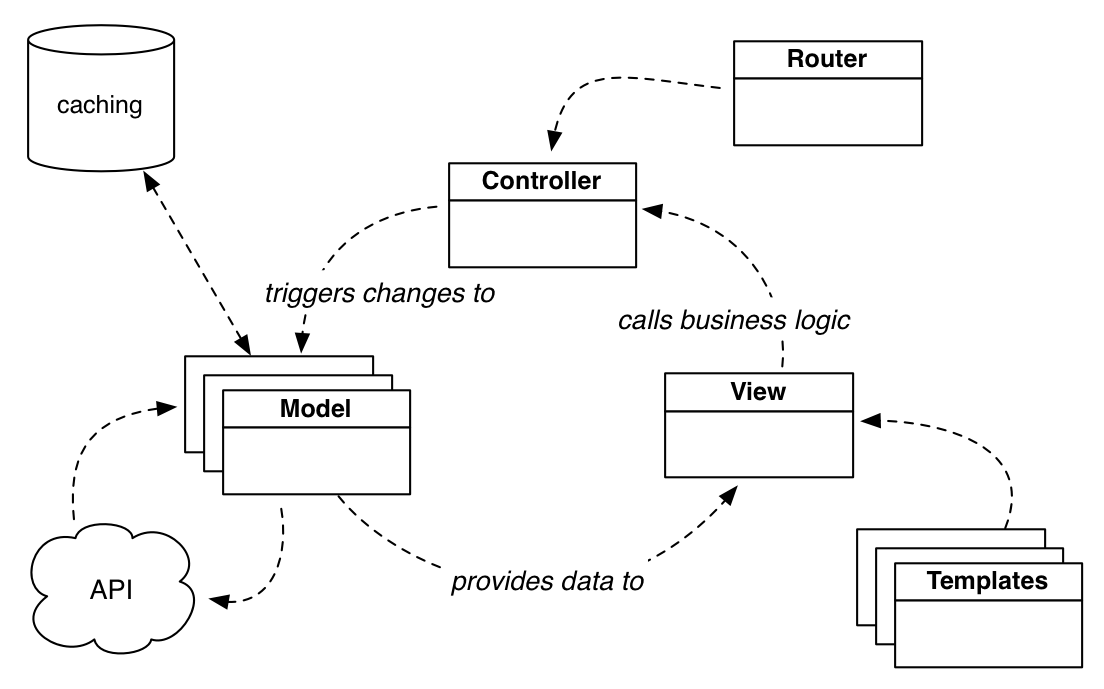 Router
caching
Controller
triggers changes to
calls business logic
View
Model
provides data to
API
Templates